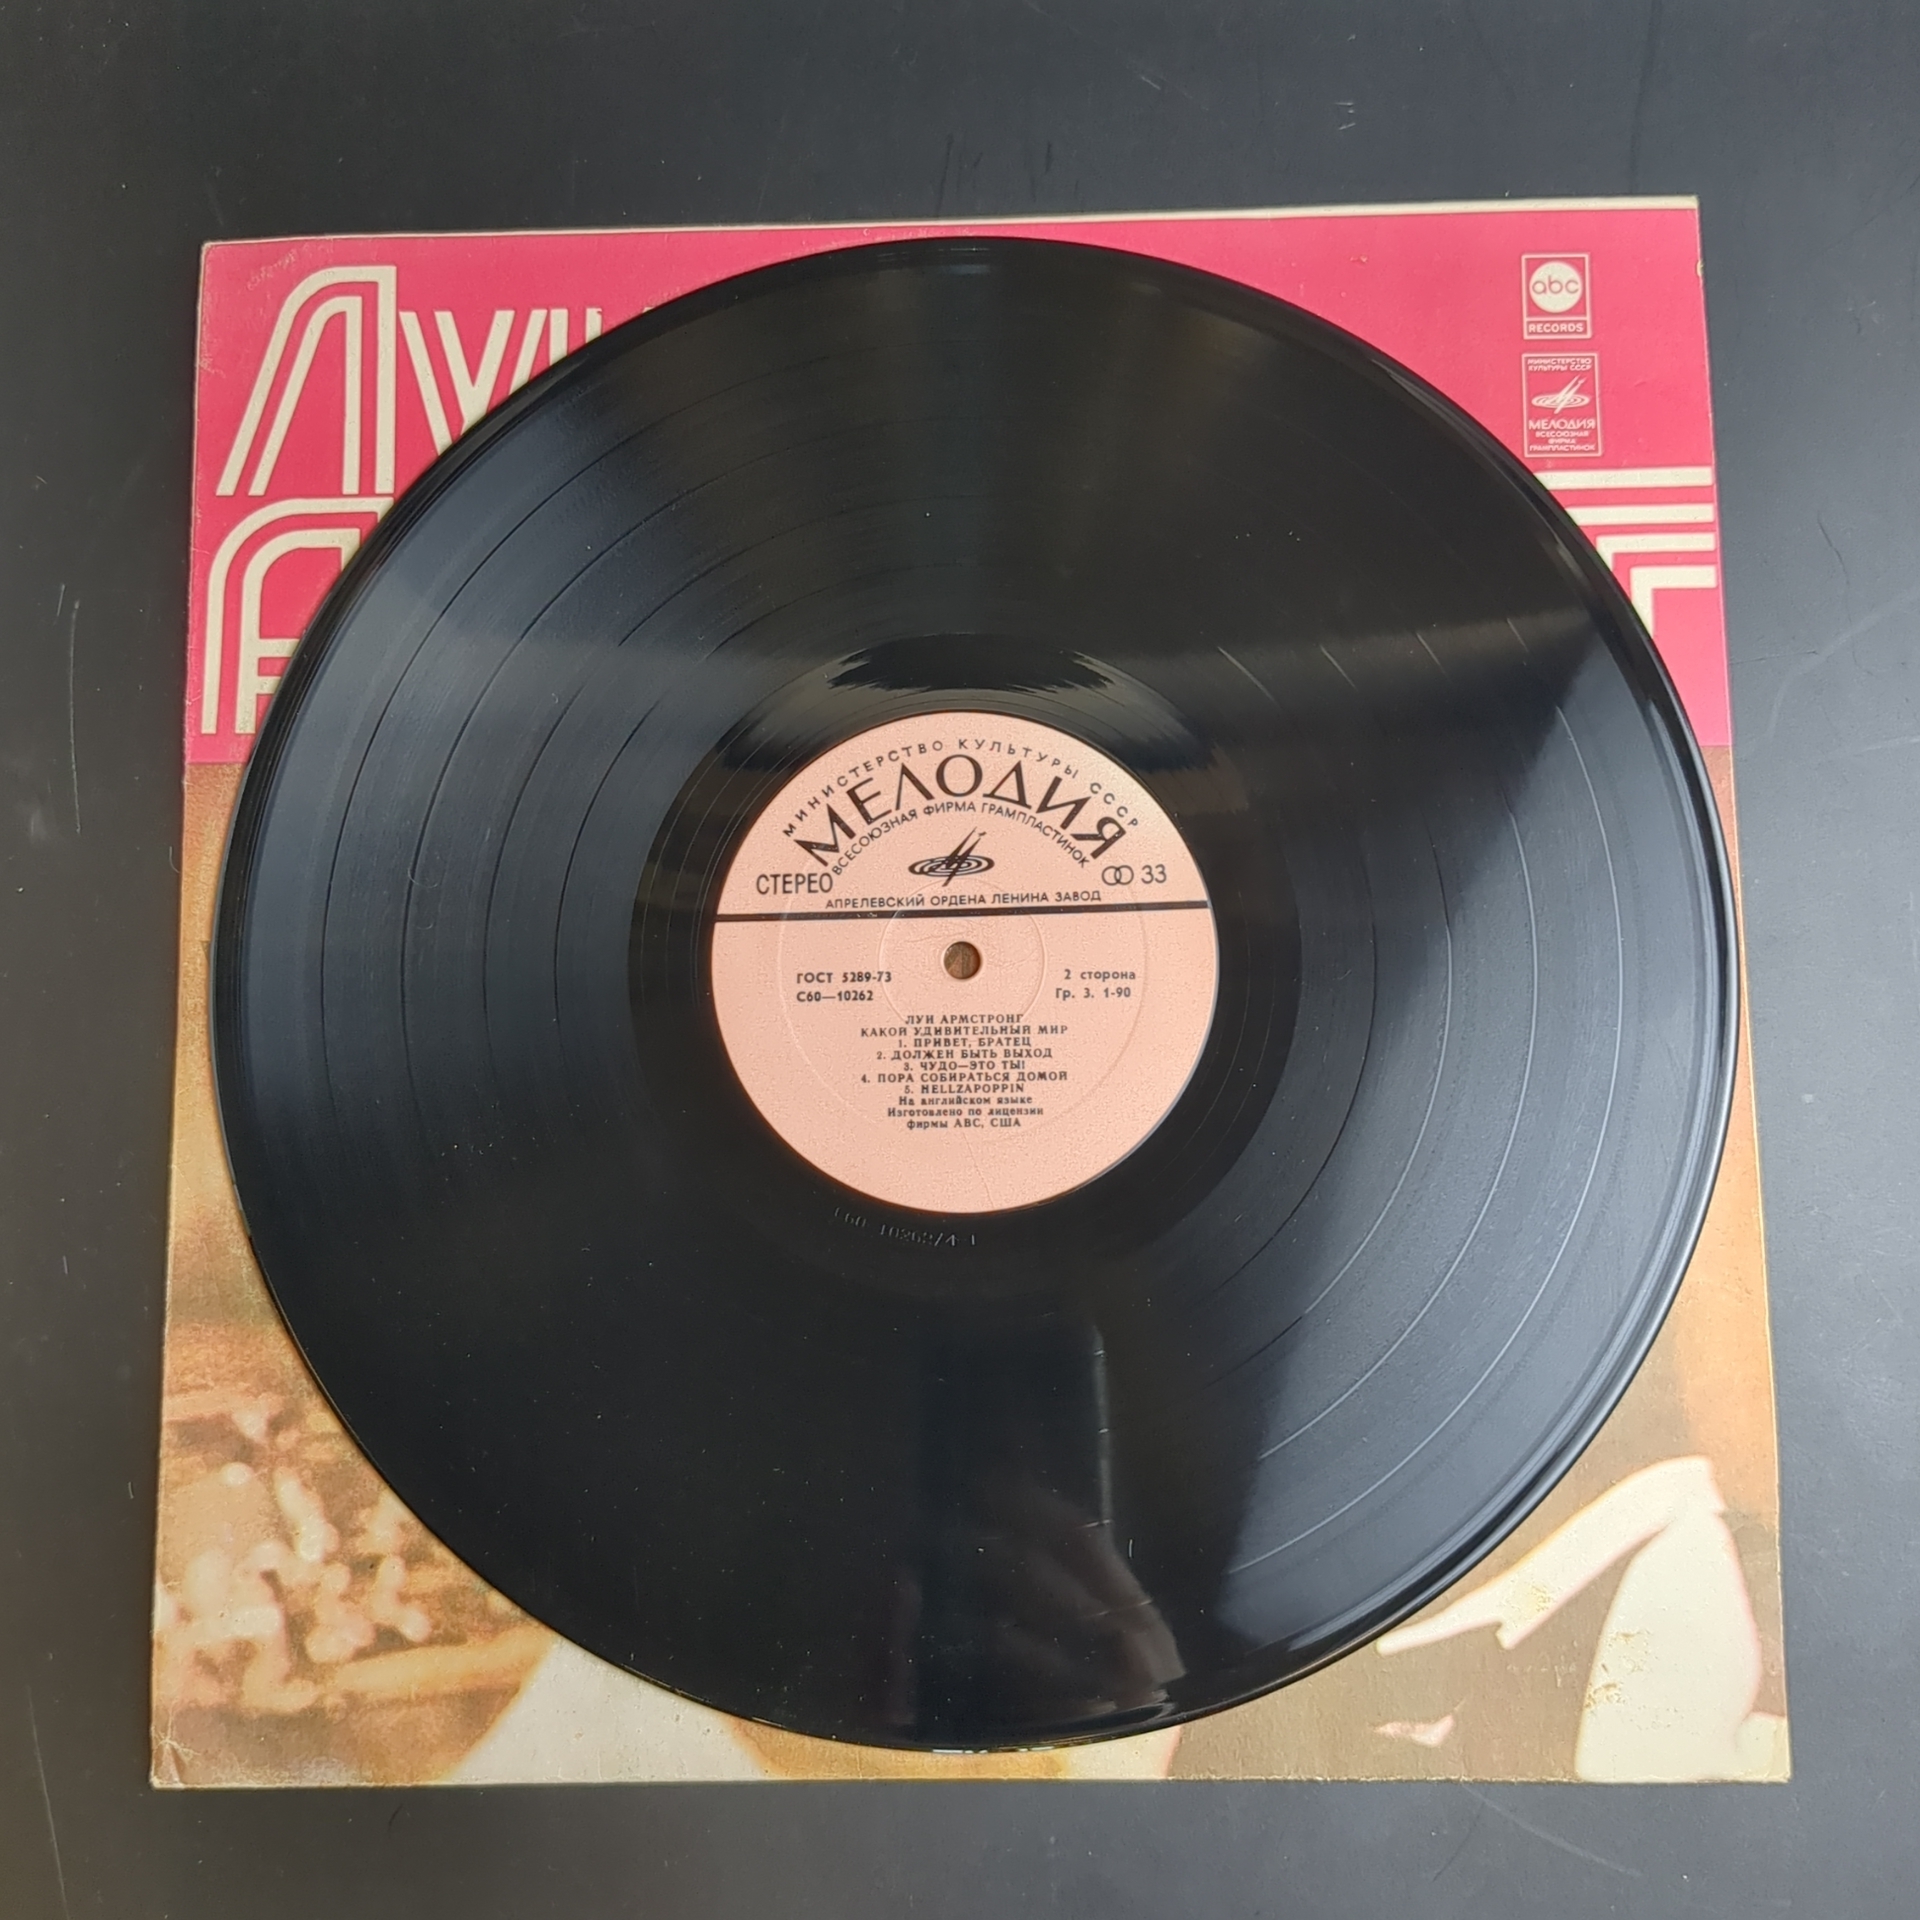 abc
RECORDS
МИНИСТЕРСТВО
КУЛЬТУРЫ СССР
МЕЛОДИЯ
ВСЕСОЮЗНАЯ
ФИРМА
ГРАМПЛАСТИНОК
МИНИСТЕРСТВО КУЛЬТУРЫ СССР
МЕЛОДИЯ
ВСЕСОЮЗНАЯ ФИРМА ГРАМПЛАСТИНОК
СТЕРЕО 33
АПРЕЛЕВСКИЙ ОРДЕНА ЛЕНИНА ЗАВОД
ГОСТ 5289-73 2 сторона
С60—10262 Гр. 3. 1-90
ЛУИ АРМСТРОНГ
КАКОЙ УДИВИТЕЛЬНЫЙ МИР
1. ПРИВЕТ, БРАТЕЦ
2. ДОЛЖЕН БЫТЬ ВЫХОД
3. ЧУДО—ЭТО ТЫ!
4. ПОРА СОБИРАТЬСЯ ДОМОЙ
5. HELLZAPOPPIN
На английском языке
Изготовлено по лицензии
фирмы ABC, США